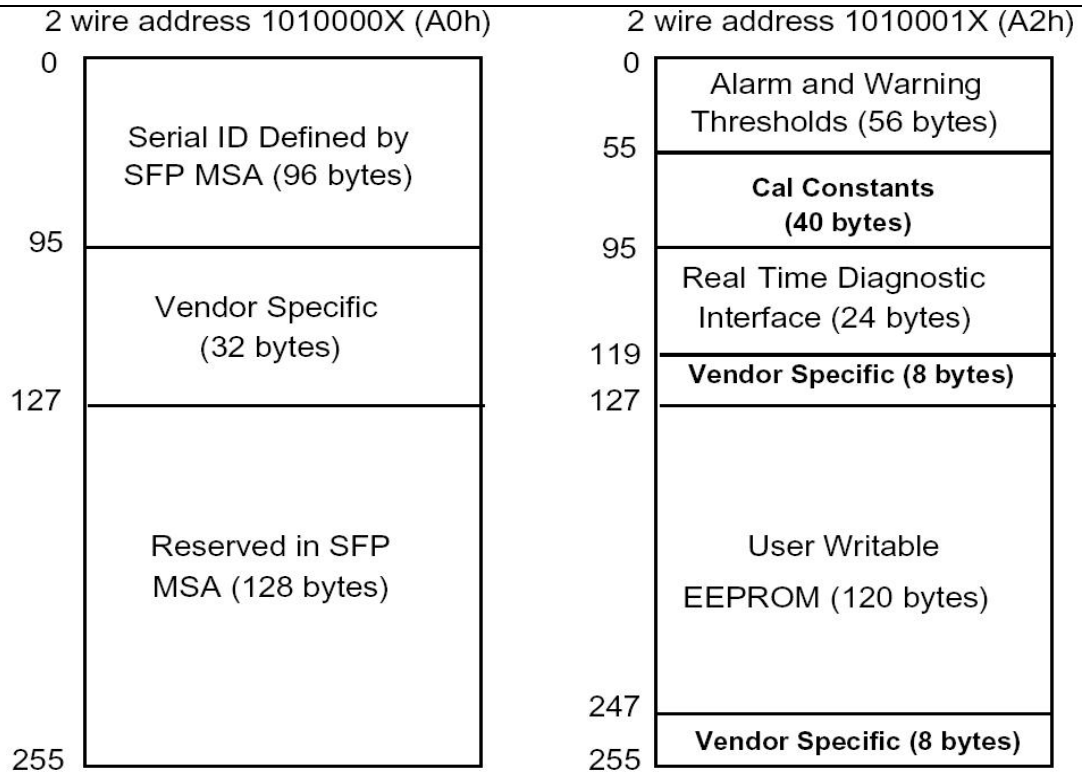 2 wire address 1010000X (A0h)
0
Serial ID Defined by
SFP MSA (96 bytes)
95
Vendor Specific
(32 bytes)
127
Reserved in SFP
MSA (128 bytes)
255
2 wire address 1010001X (A2h)
0
Alarm and Warning
Thresholds (56 bytes)
55
Cal Constants
(40 bytes)
95
Real Time Diagnostic
Interface (24 bytes)
119
Vendor Specific (8 bytes)
127
User Writable
EEPROM (120 bytes)
247
Vendor Specific (8 bytes)
255